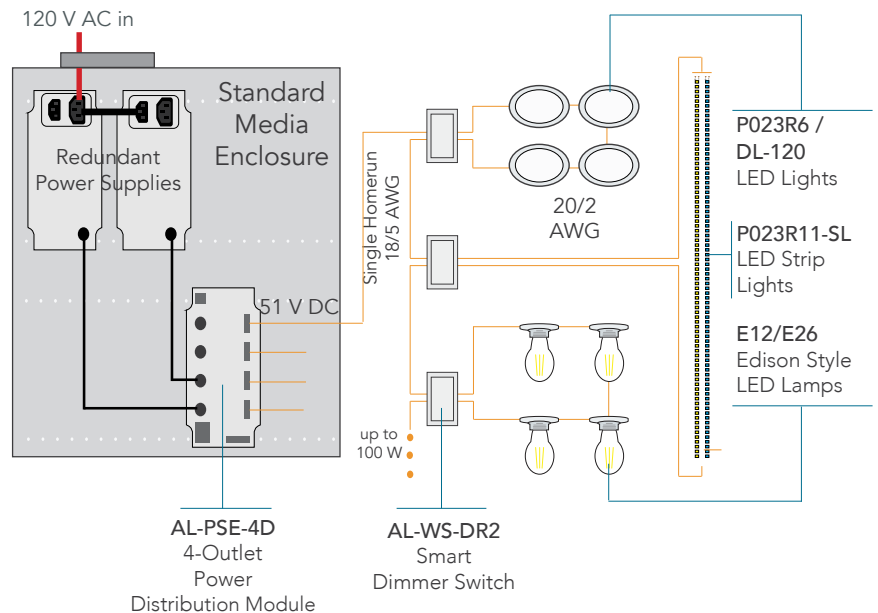 120 V AC in
Standard
Media
Enclosure
Redundant
Power Supplies
51 V DC
Single Homerun
18/5 AWG
20/2
AWG
P023R6 /
DL-120
LED Lights
P023R11-SL
LED Strip
Lights
E12/E26
Edison Style
LED Lamps
up to
100 W
AL-PSE-4D
4-Outlet
Power
Distribution Module
AL-WS-DR2
Smart
Dimmer Switch